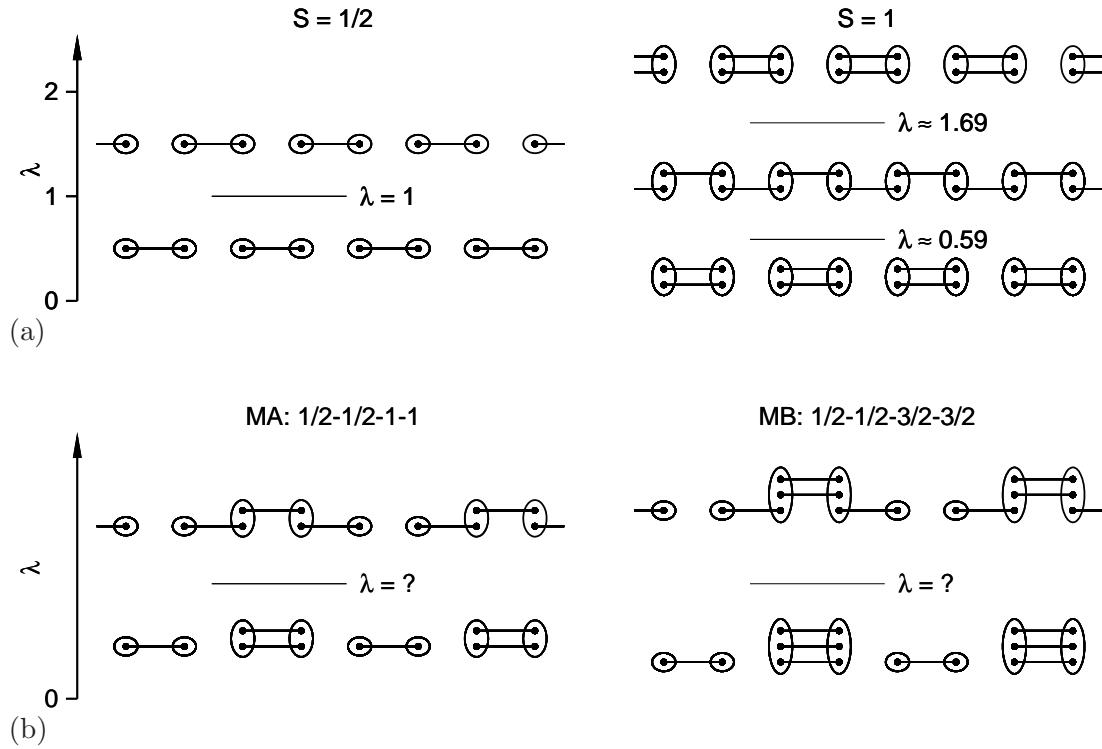 S = 1/2
S = 1
2
λ ≈ 1.69
λ
1
λ = 1
λ ≈ 0.59
0
(a)
MA: 1/2-1/2-1-1
MB: 1/2-1/2-3/2-3/2
λ
λ = ?
λ = ?
0
(b)